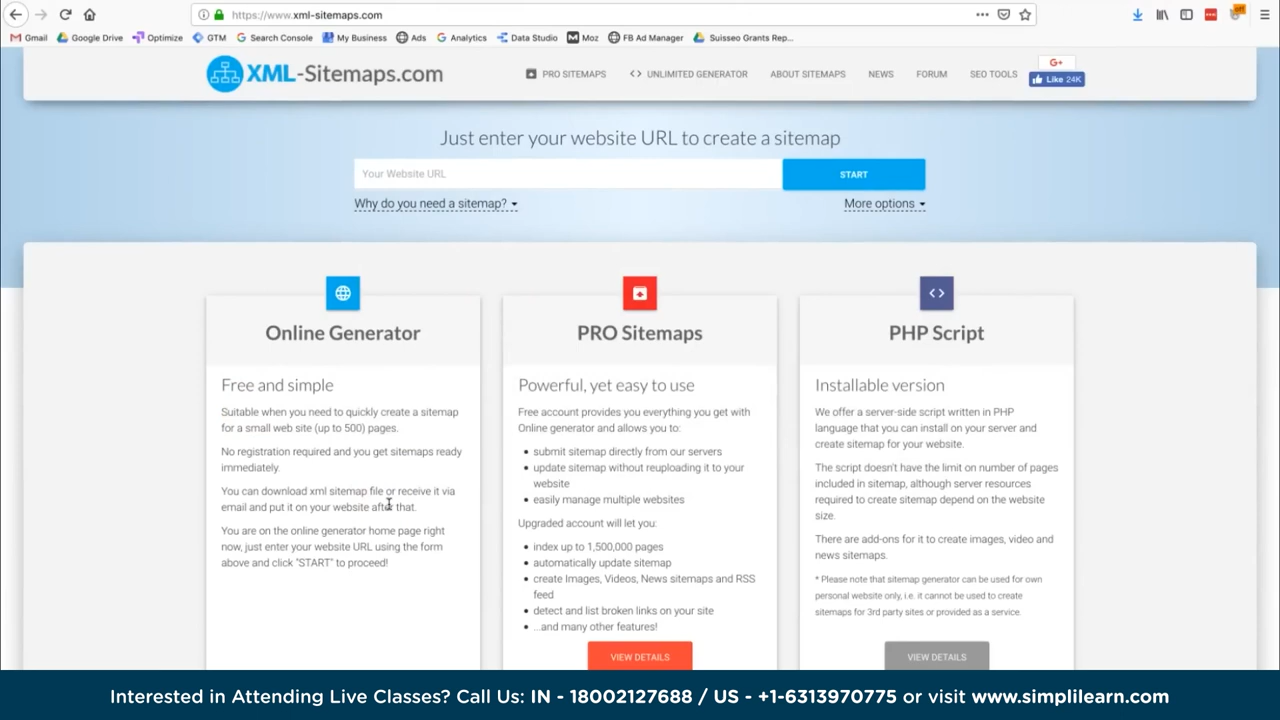 https://www.xml-sitemaps.com
Gmail Google Drive Optimize GTM Search Console My Business Ads Analytics Data Studio Moz FB Ad Manager Suisseo Grants Rep...
XML-Sitemaps.com
PRO SITEMAPS UNLIMITED GENERATOR ABOUT SITEMAPS NEWS FORUM SEO TOOLS
G+
Like 24K
Just enter your website URL to create a sitemap
Your Website URL
START
Why do you need a sitemap?
More options
Online Generator
Free and simple
Suitable when you need to quickly create a sitemap
for a small web site (up to 500) pages.
No registration required and you get sitemaps ready
immediately.
You can download xml sitemap file or receive it via
email and put it on your website after that.
You are on the online generator home page right
now, just enter your website URL using the form
above and click "START" to proceed!
PRO Sitemaps
Powerful, yet easy to use
Free account provides you everything you get with
Online generator and allows you to:
submit sitemap directly from our servers
update sitemap without reuploading it to your
website
easily manage multiple websites
Upgraded account will let you:
index up to 1,500,000 pages
automatically update sitemap
create Images, Videos, News sitemaps and RSS
feed
detect and list broken links on your site
...and many other features!
VIEW DETAILS
PHP Script
Installable version
We offer a server-side script written in PHP
language that you can install on your server and
create sitemap for your website.
The script doesn't have the limit on number of pages
included in sitemap, although server resources
required to create sitemap depend on the website
size.
There are add-ons for it to create images, video and
news sitemaps.
* Please note that sitemap generator can be used for own
personal website only, i.e. it cannot be used to create
sitemaps for 3rd party sites or provided as a service.
VIEW DETAILS
Interested in Attending Live Classes? Call Us: IN - 18002127688 / US - +1-6313970775 or visit www.simplilearn.com